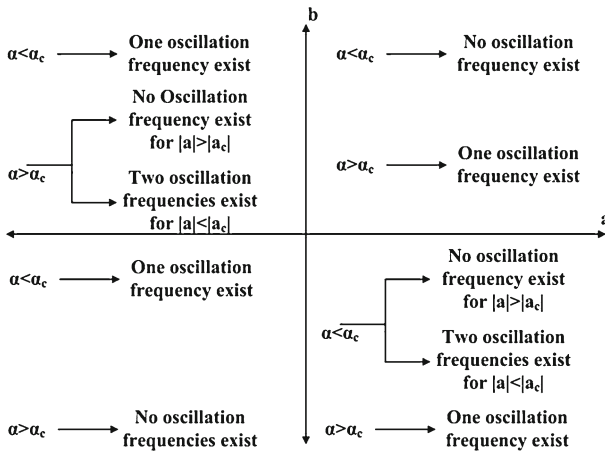 b
α<αc
One oscillation
frequency exist
α>αc
No Oscillation
frequency exist
for |a|>|ac|
Two oscillation
frequencies exist
for |a|<|ac|
α<αc
No oscillation
frequency exist
α>αc
One oscillation
frequency exist
a
α<αc
One oscillation
frequency exist
α>αc
No oscillation
frequencies exist
α<αc
No oscillation
frequency exist
for |a|>|ac|
Two oscillation
frequencies exist
for |a|<|ac|
α>αc
One oscillation
frequency exist